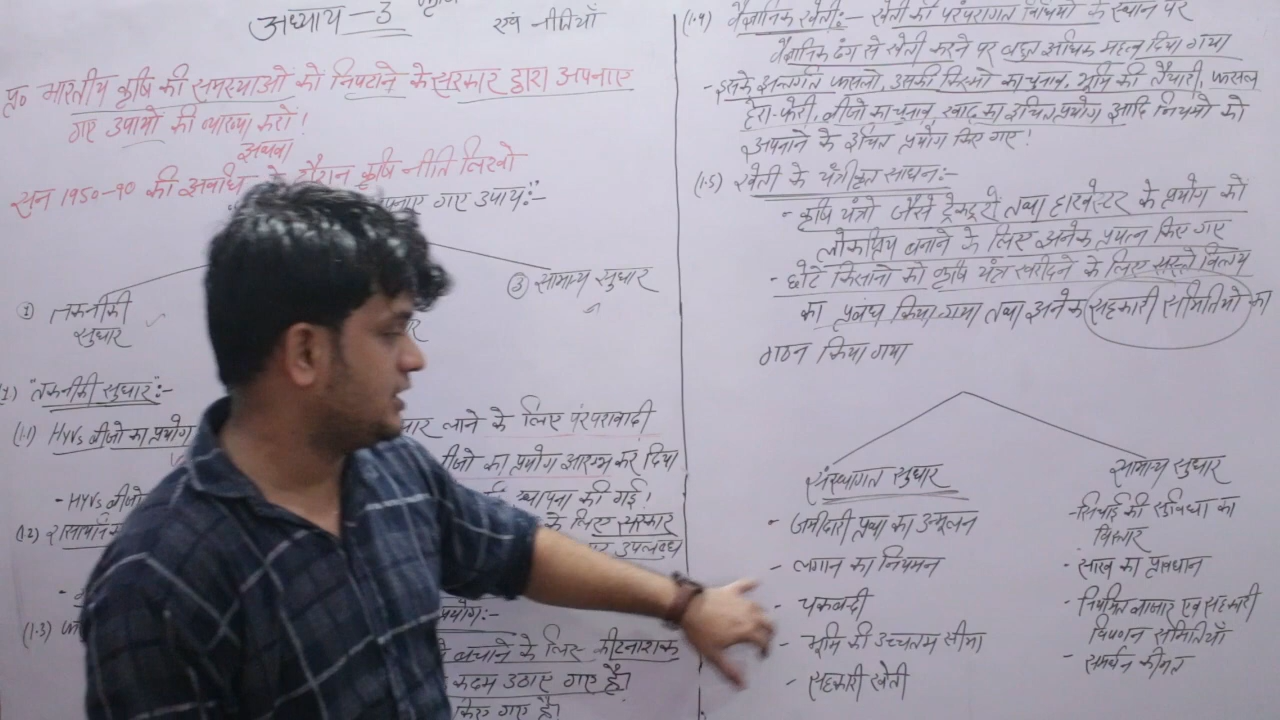 अध्याय - 3
एवं नीतियाँ
प्र० भारतीय कृषि की समस्याओं को निपटाने के सरकार द्वारा अपनाए
गए उपायों की व्याख्या करों!
अथवा
सन 1950-90 की अवधि के दौरान कृषि नीति लिखो
गए उपाय:-
① तकनीकी
सुधार
③ सामान्य सुधार
"तकनीकी सुधार":-
(1.1) HYVs बीजो का प्रयोग
लाने के लिए परंपरावादी
का प्रयोग आरम्भ कर दिया
- HYVs
स्थापना की गई!
(1.2)
के लिए सरकार
उपलब्ध
(1.3)
प्रयोग:-
बचाने के लिए कीटनाशक
कदम उठाए गए है!
किए गए है!
(1.4) वैज्ञानिक खेती:- खेती की परंपरागत विधियों के स्थान पर
वैज्ञानिक ढंग से खेती करने पर बहुत अधिक महत्व दिया गया
- इसके अन्तर्गत फसलो, उसकी किस्मो का चुनाव, भूमि की तैयारी, फसल
हेरा-फेरी, बीजो का चुनाव, खाद का उचित प्रयोग आदि नियमो को
अपनाने के उचित प्रयोग किए गए!
(1.5) खेती के यंत्रीकृत साधन:-
- कृषि यंत्रो जैसे ट्रेक्टरो तथा हारवेस्टर के प्रयोग को
लोकप्रिय बनाने के लिए अनेक प्रयत्न किए गए
- छोटे किसानो को कृषि यंत्र खरीदने के लिए सस्ते
का प्रबंध किया गया तथा अनेक सहकारी समितियो का
गठन किया गया
संस्थागत सुधार
- जमीदारी प्रथा का उन्मूलन
- लगान का नियमन
- चकबंदी
- भूमि की उच्चतम सीमा
- सहकारी खेती
सामान्य सुधार
- सिंचाई की सुविधा का
विस्तार
- साख का प्रावधान
- नियमित बाजार एवं सहकारी
विपणन समितियाँ
- समर्थन कीमत